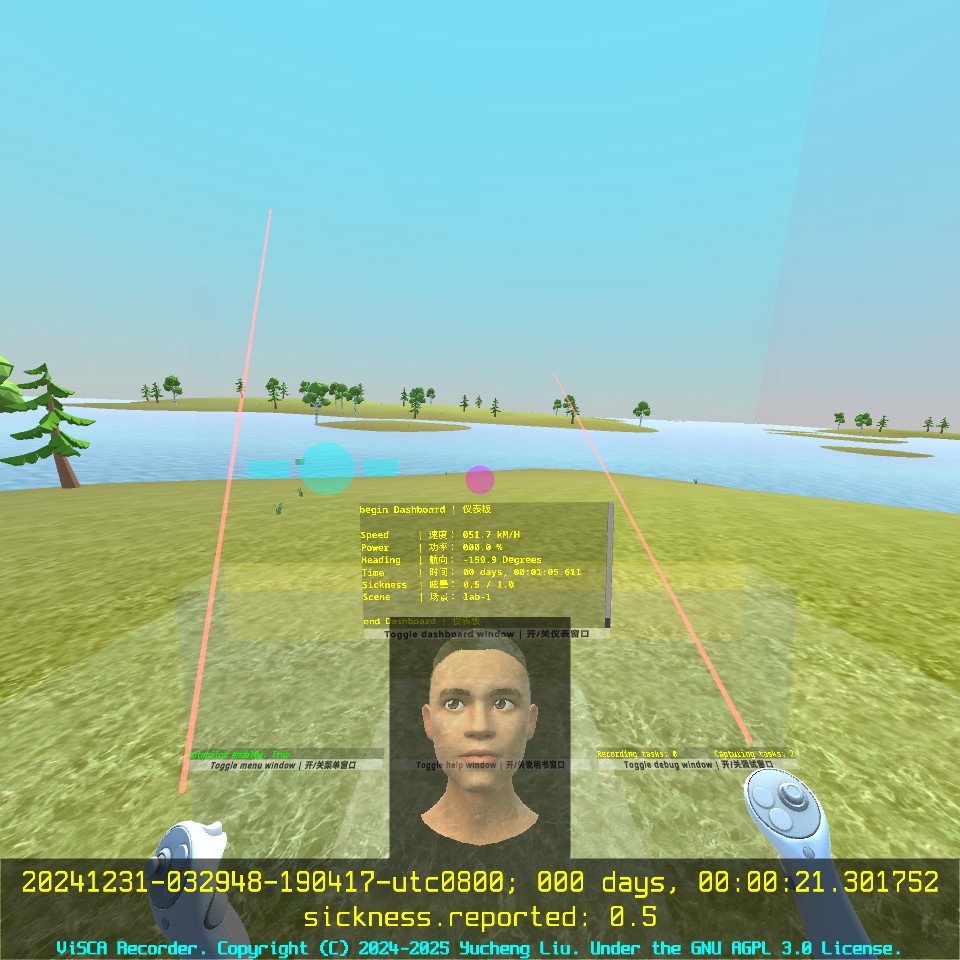 begin Dashboard | 仪表板
Speed | 速度: 051.7 kM/H
Power | 功率: 000.0 %
Heading | 航向: -159.9 Degrees
Time | 时间: 00 days, 00:01:05.611
Sickness | 眩晕: 0.5 / 1.0
Scene | 场景: lab-1
end Dashboard | 仪表板
Toggle dashboard window | 开/关仪表窗口
True
Recording tasks: 0 Capturing tasks: 2
Toggle menu window | 开/关菜单窗口
Toggle help window | 开/关说明书窗口
Toggle debug window | 开/关调试窗口
20241231-032948-190417-utc0800; 000 days, 00:00:21.301752
sickness.reported: 0.5
ViSCA Recorder. Copyright (C) 2024-2025 Yucheng Liu. Under the GNU AGPL 3.0 License.